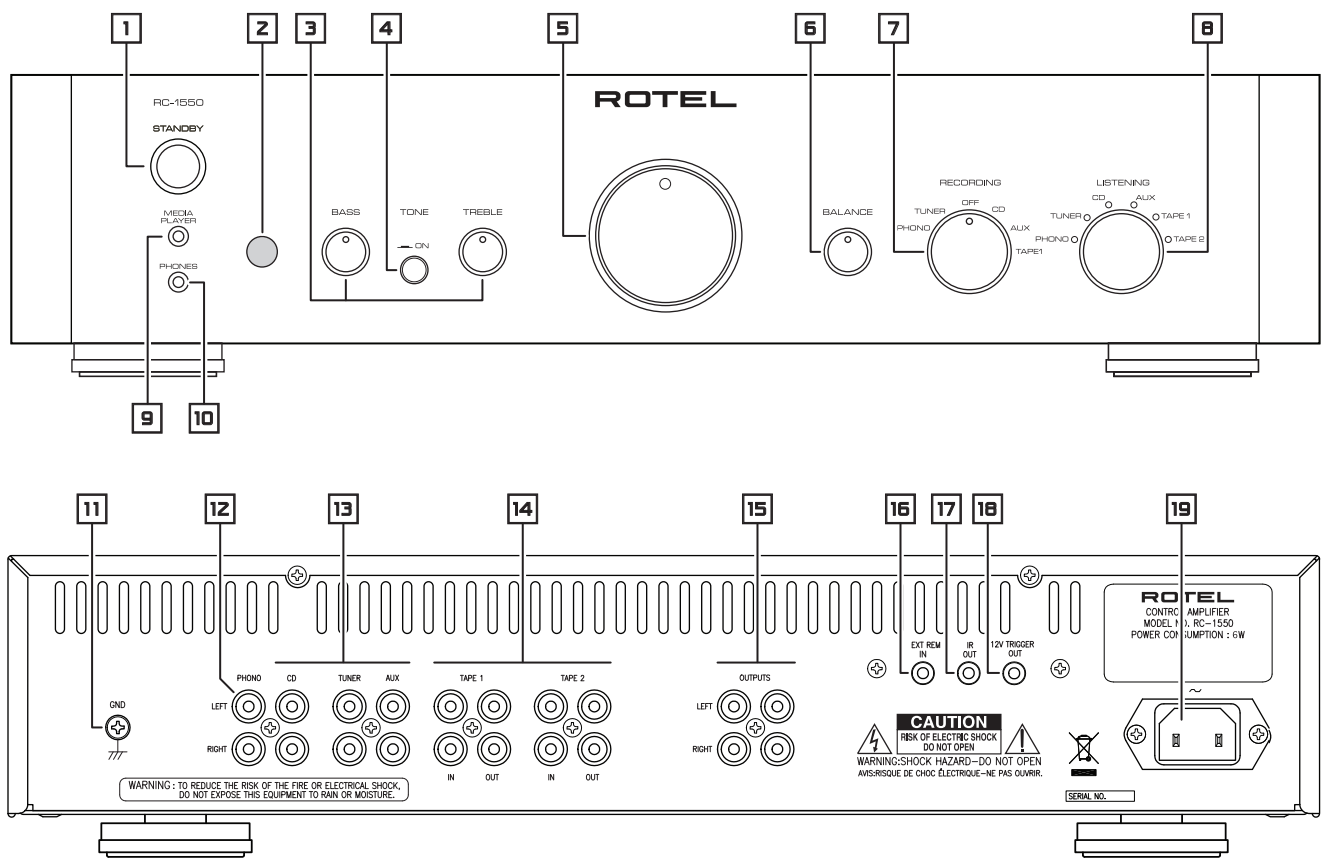 1 2 3 4 5 6 7 8
ROTEL
RC-1550
STANDBY
MEDIA
PLAYER
PHONES
BASS TONE TREBLE
ON
BALANCE
RECORDING
PHONO TUNER OFF CD AUX TAPE1
LISTENING
PHONO TUNER CD AUX TAPE 1 TAPE 2
9 10
11 12 13 14 15 16 17 18 19
GND
PHONO CD TUNER AUX TAPE 1 TAPE 2
LEFT
RIGHT
IN OUT IN OUT
WARNING : TO REDUCE THE RISK OF THE FIRE OR ELECTRICAL SHOCK,
DO NOT EXPOSE THIS EQUIPMENT TO RAIN OR MOISTURE.
OUTPUTS
LEFT
RIGHT
EXT REM
IN
IR
OUT
12V TRIGGER
OUT
CAUTION
RISK OF ELECTRIC SHOCK
DO NOT OPEN
WARNING:SHOCK HAZARD-DO NOT OPEN
AVIS:RISQUE DE CHOC ÉLECTRIQUE-NE PAS OUVRIR.
SERIAL NO.
ROTEL
CONTROL AMPLIFIER
MODEL NO. RC-1550
POWER CONSUMPTION : 6W
~